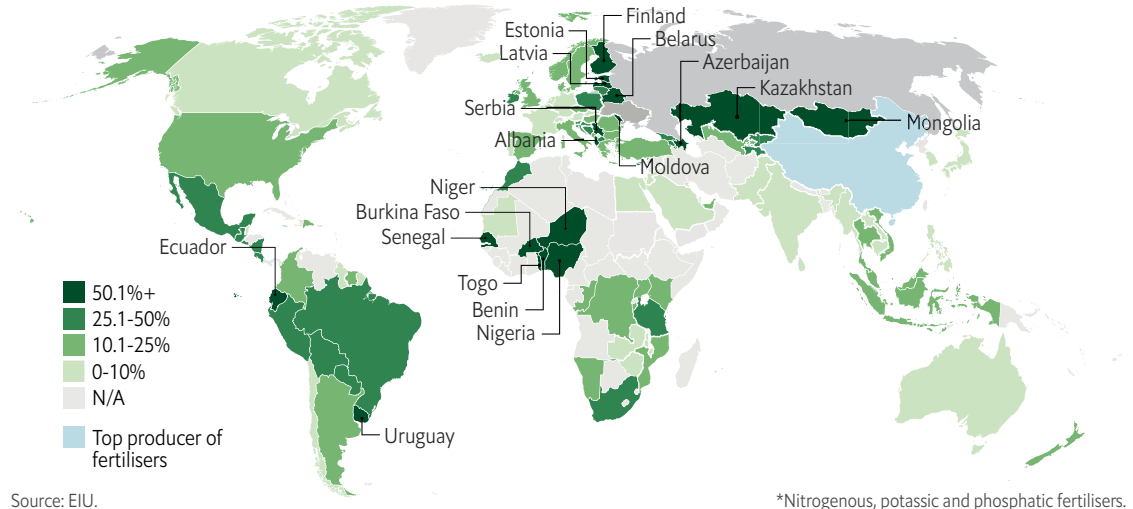 Finland
Estonia
Belarus
Latvia
Azerbaijan
Kazakhstan
Serbia
Mongolia
Albania
Moldova
Niger
Burkina Faso
Senegal
Ecuador
Togo
Benin
Nigeria
50.1%+
25.1-50%
10.1-25%
0-10%
N/A
Top producer of
fertilisers
Uruguay
Source: EIU.
*Nitrogenous, potassic and phosphatic fertilisers.